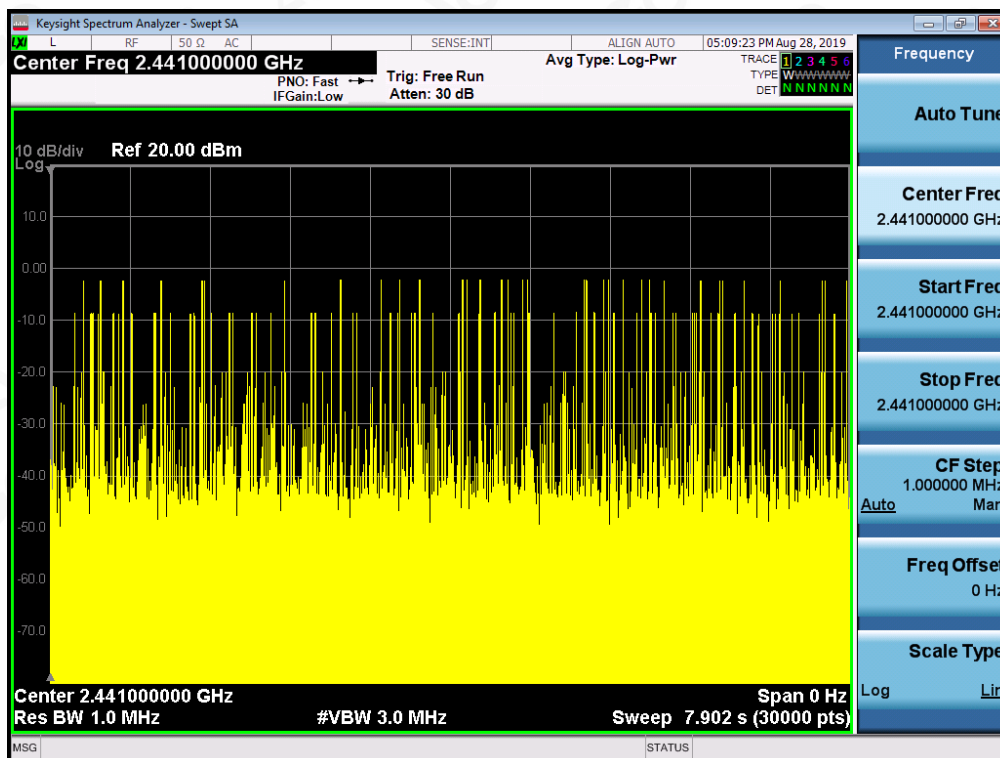 Keysight Spectrum Analyzer - Swept SA
LXI L RF 50 Ω AC SENSE:INT ALIGN AUTO 05:09:23 PM Aug 28, 2019
Center Freq 2.441000000 GHz
Avg Type: Log-Pwr
TRACE 1 2 3 4 5 6
PNO: Fast
Trig: Free Run
TYPE WWWWWW
IFGain:Low
Atten: 30 dB
DET N N N N N N
Frequency
Auto Tune
Center Freq
2.441000000 GHz
Start Freq
2.441000000 GHz
Stop Freq
2.441000000 GHz
CF Step
1.000000 MHz
Auto Man
Freq Offset
0 Hz
Scale Type
Log Lin
10 dB/div Ref 20.00 dBm
Log
10.0
0.00
-10.0
-20.0
-30.0
-40.0
-50.0
-60.0
-70.0
Center 2.441000000 GHz Span 0 Hz
Res BW 1.0 MHz #VBW 3.0 MHz Sweep 7.902 s (30000 pts)
MSG STATUS